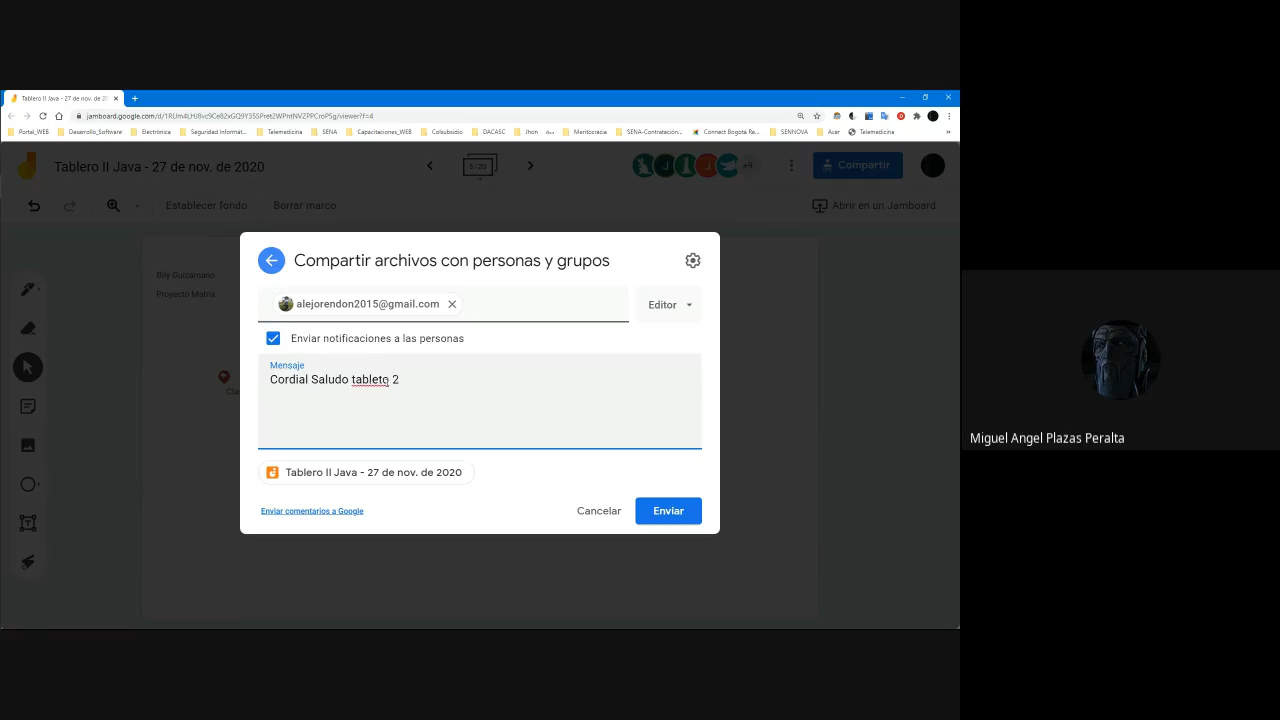 Tablero II Java - 27 de nov. de 20
jamboard.google.com/d/1RUm4LHJ8vc9Ce82xGQ9Y35SPret2WPntNVZPPCroP5g/viewer?f=4
Portal_WEB Desarrollo_Software Electrónica Seguridad Informat... Telemedicina SENA Capacitaciones_WEB Colsubsidio DACASC Jhon Meritocracia 'SENA-Contratación... Connect Bogotá Re... SENNOVA Acer Telemedicina »
Tablero II Java - 27 de nov. de 2020
5/20
J
+9
Compartir
Establecer fondo
Borrar marco
Abrir en un Jamboard
Proyecto Matrix
Cla
Compartir archivos con personas y grupos
alejorendon2015@gmail.com
Editor
Enviar notificaciones a las personas
Mensaje
Cordial Saludo tableto 2
Tablero II Java - 27 de nov. de 2020
Enviar comentarios a Google
Cancelar
Enviar
Miguel Angel Plazas Peralta